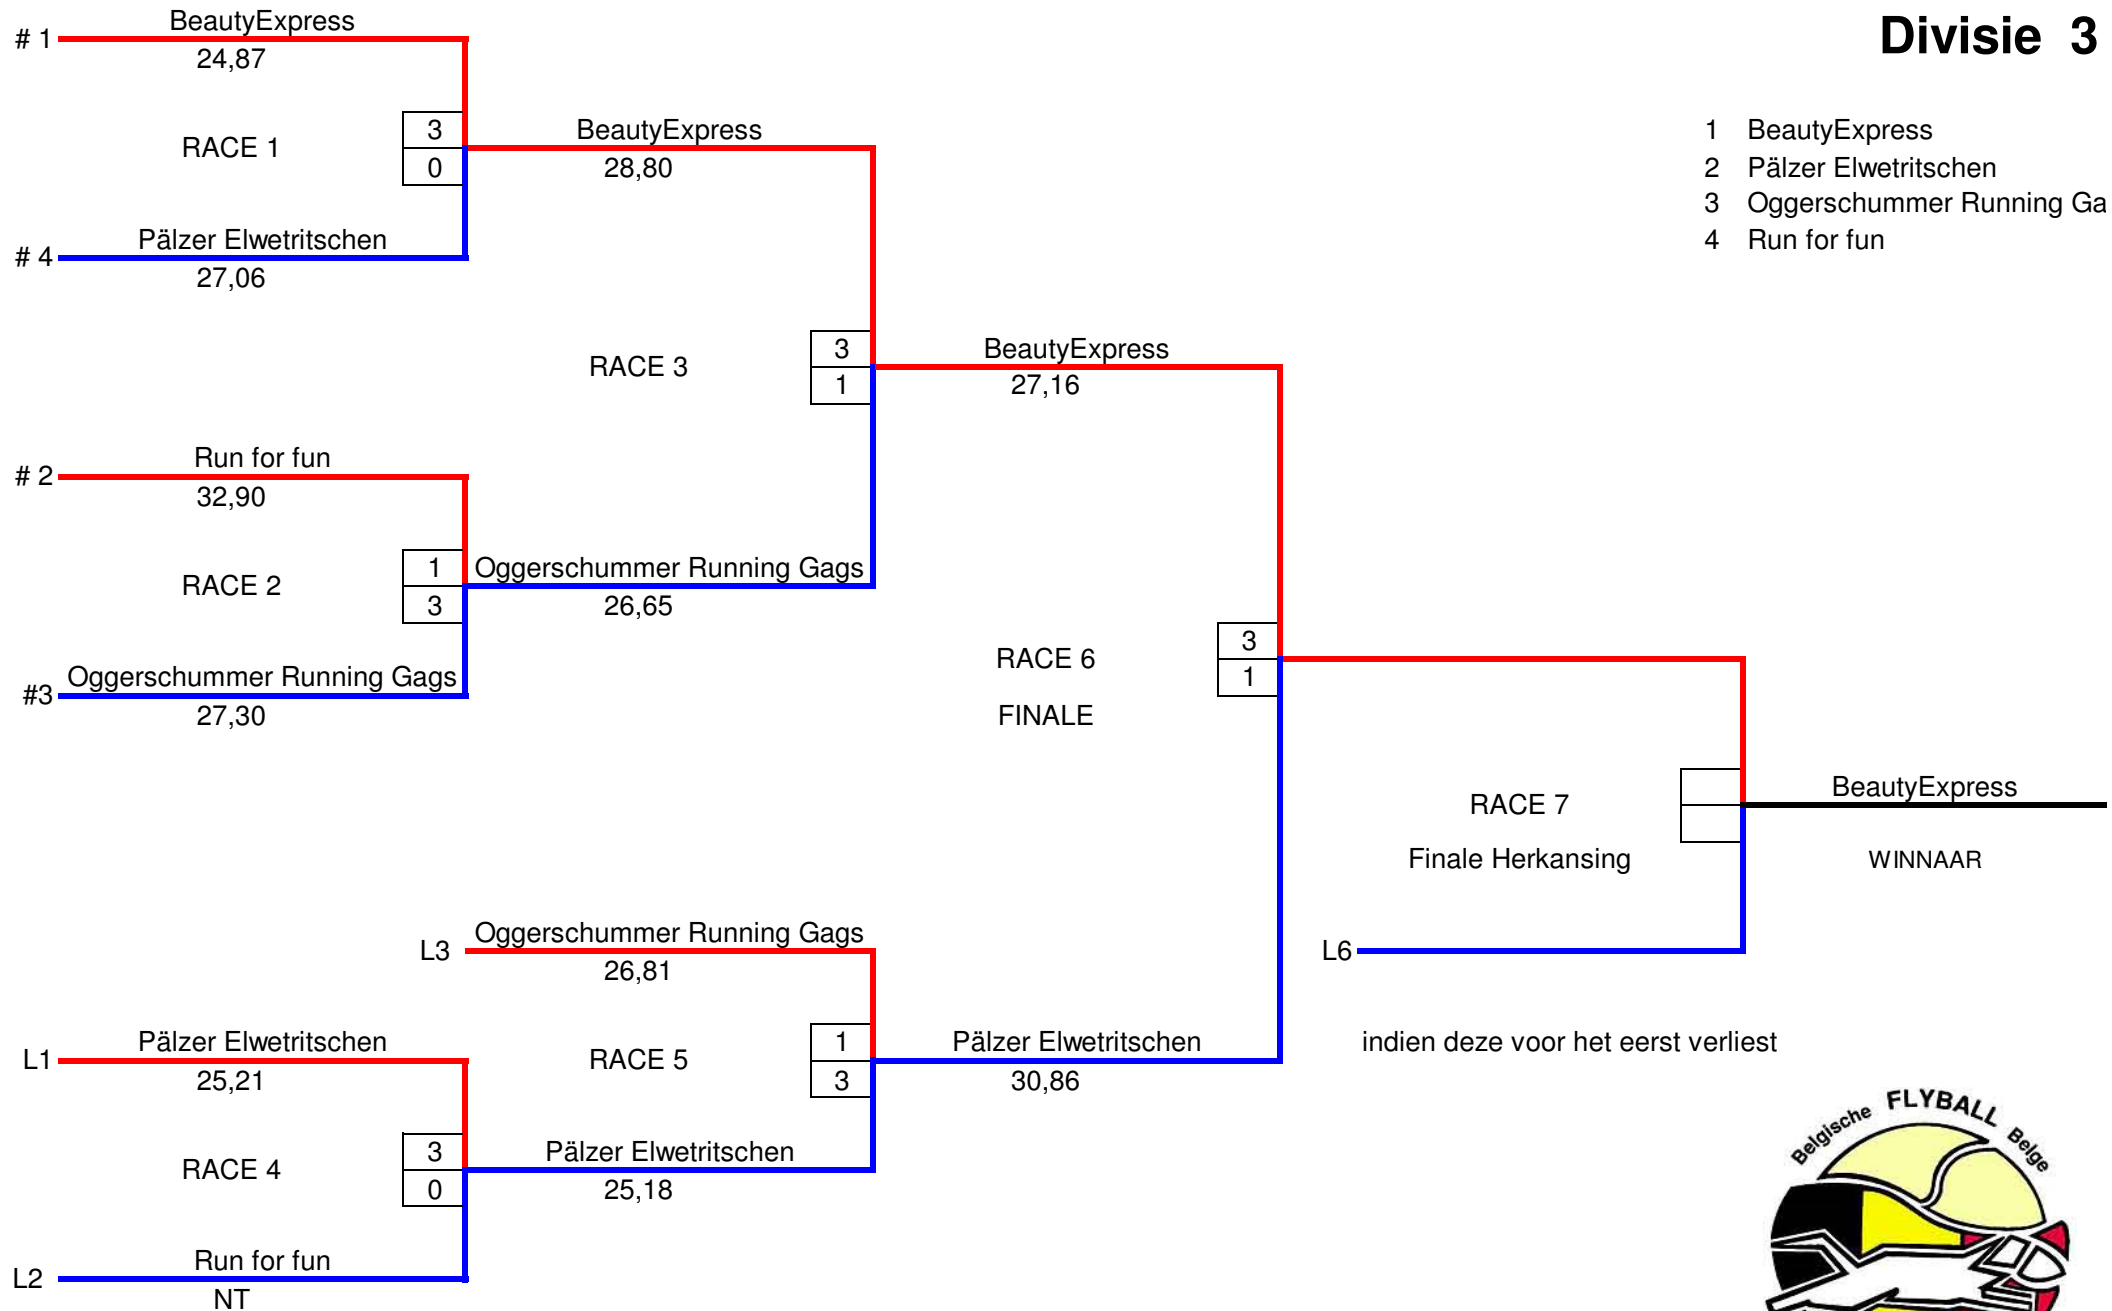 Divisie 3
1 BeautyExpress
2 Pälzer Elwetritschen
3 Oggerschummer Running Ga
4 Run for fun
# 1
BeautyExpress
24,87
RACE 1
3
0
# 4
Pälzer Elwetritschen
27,06
BeautyExpress
28,80
RACE 3
3
1
# 2
Run for fun
32,90
RACE 2
1
3
#3
Oggerschummer Running Gags
27,30
Oggerschummer Running Gags
26,65
BeautyExpress
27,16
RACE 6
FINALE
3
1
L3
Oggerschummer Running Gags
26,81
RACE 5
1
3
L1
Pälzer Elwetritschen
25,21
RACE 4
3
0
L2
Run for fun
NT
Pälzer Elwetritschen
25,18
Pälzer Elwetritschen
30,86
RACE 7
Finale Herkansing
L6
indien deze voor het eerst verliest
BeautyExpress
WINNAAR
Belgische FLYBALL Belge